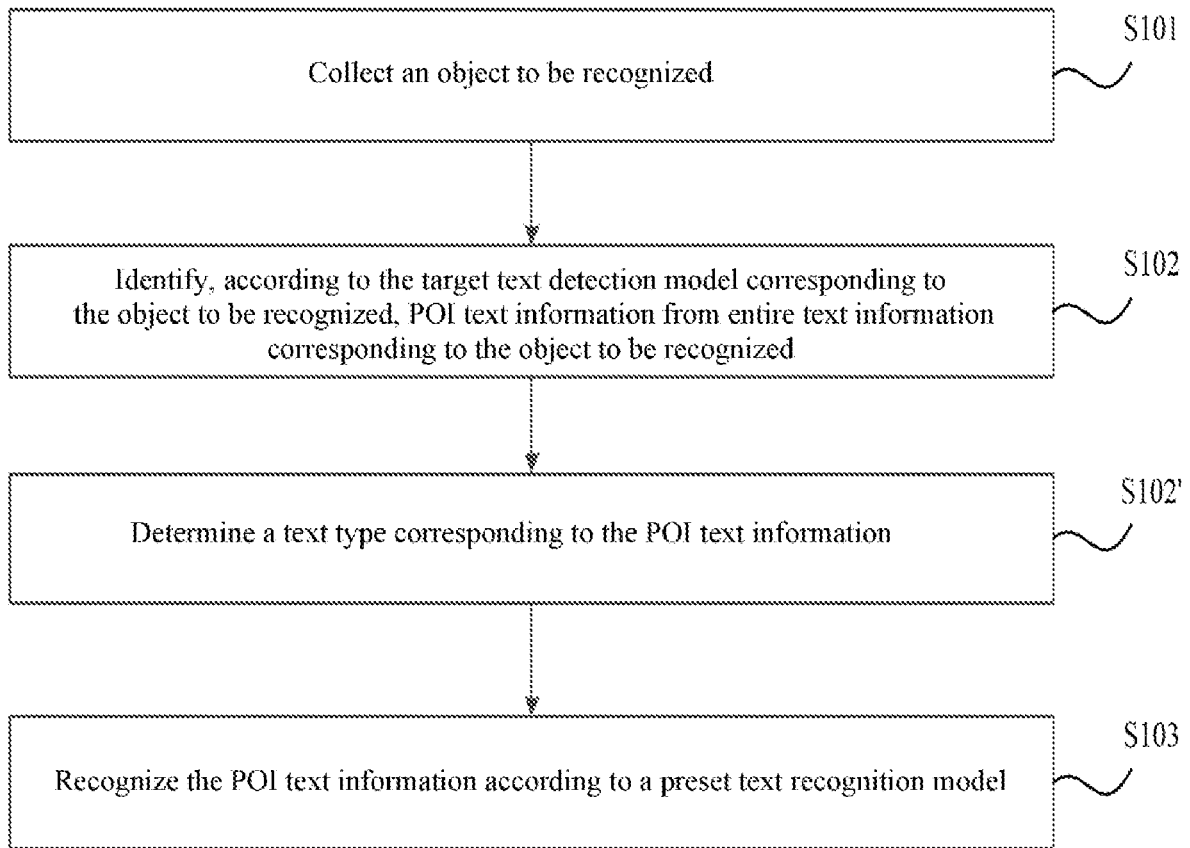 S101
Collect an object to be recognized
S102
Identify, according to the target text detection model corresponding to
the object to be recognized, POI text information from entire text information
corresponding to the object to be recognized
S102'
Determine a text type corresponding to the POI text information
S103
Recognize the POI text information according to a preset text recognition model